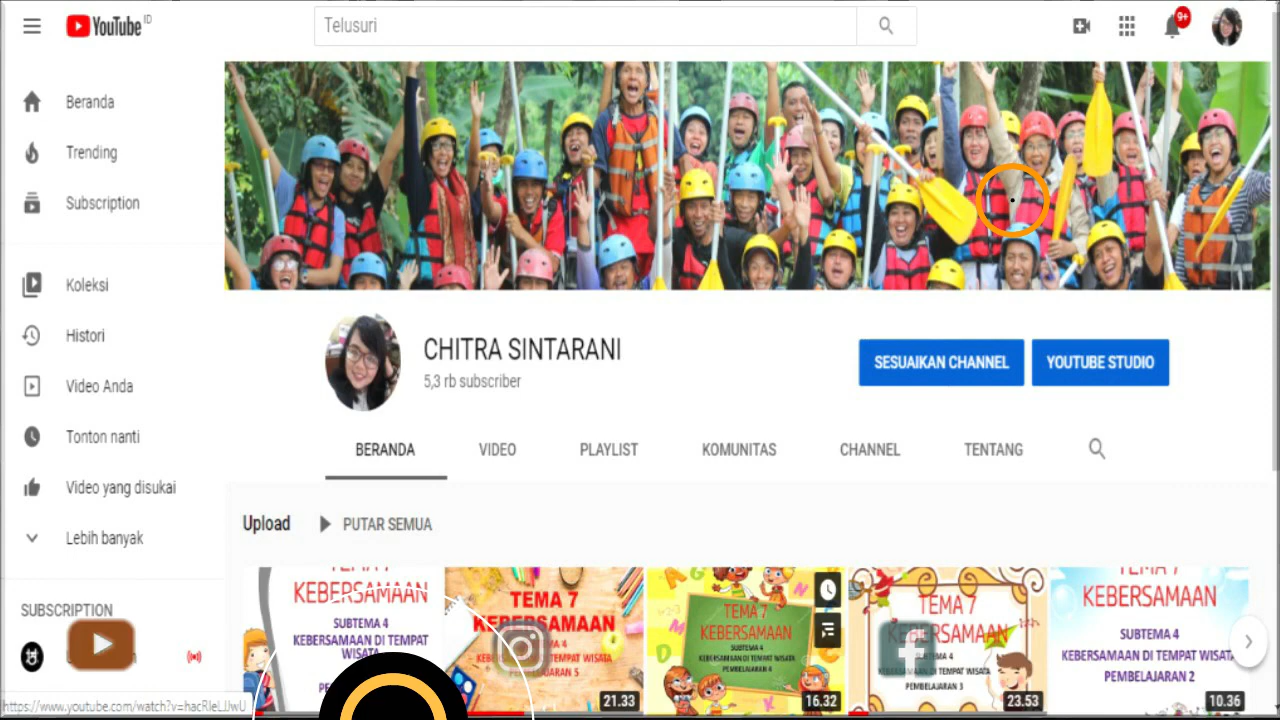 YouTube ID
Telusuri
9+
Beranda
Trending
Subscription
Koleksi
Histori
Video Anda
Tonton nanti
Video yang disukai
Lebih banyak
SUBSCRIPTION
CHITRA SINTARANI
5,3 rb subscriber
SESUAIKAN CHANNEL
YOUTUBE STUDIO
BERANDA
VIDEO
PLAYLIST
KOMUNITAS
CHANNEL
TENTANG
Upload
PUTAR SEMUA
TEMA 7
KEBERSAMAAN
SUBTEMA 4
KEBERSAMAAN DI TEMPAT
WISATA
TEMA 7
KEBERSAMAAN
TEMPAT WISATA
21.33
TEMA 7
KEBERSAMAAN
SUBTEMA 4
KEBERSAMAAN DI TEMPAT WISATA
PEMBELAJARAN 4
16.32
TEMA 7
KEBERSAMAAN
TEMPAT WISATA
PEMBELAJARAN 3
23.53
TEMA 7
KEBERSAMAAN
SUBTEMA 4
KEBERSAMAAN DI TEMPAT WISATA
PEMBELAJARAN 2
10.36